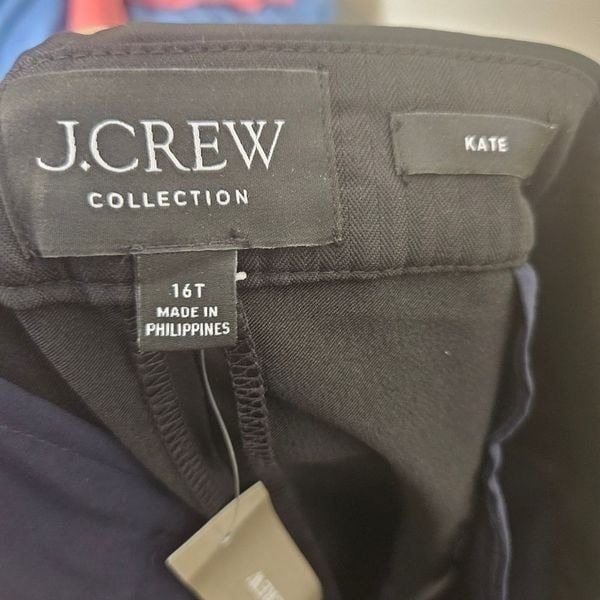 J.CREW
COLLECTION
KATE
16T
MADE IN
PHILIPPINES